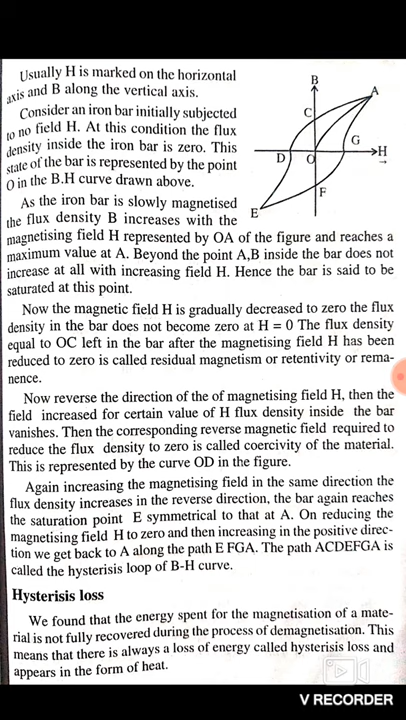 Usually H is marked on the horizontal
axis and B along the vertical axis.
Consider an iron bar initially subjected
to no field H. At this condition the flux
density inside the iron bar is zero. This
state of the bar is represented by the point
O in the B.H curve drawn above.
As the iron bar is slowly magnetised
the flux density B increases with the
B
A
C
G
H
D
O
F
E
magnetising field H represented by OA of the figure and reaches a
maximum value at A. Beyond the point A,B inside the bar does not
increase at all with increasing field H. Hence the bar is said to be
saturated at this point.
Now the magnetic field H is gradually decreased to zero the flux
density in the bar does not become zero at H = 0 The flux density
equal to OC left in the bar after the magnetising field H has been
reduced to zero is called residual magnetism or retentivity or rema-
nence.
Now reverse the direction of the of magnetising field H, then the
field increased for certain value of H flux density inside the bar
vanishes. Then the corresponding reverse magnetic field required to
reduce the flux density to zero is called coercivity of the material.
This is represented by the curve OD in the figure.
Again increasing the magnetising field in the same direction the
flux density increases in the reverse direction, the bar again reaches
the saturation point E symmetrical to that at A. On reducing the
magnetising field H to zero and then increasing in the positive direc-
tion we get back to A along the path E FGA. The path ACDEFGA is
called the hysterisis loop of B-H curve.
Hysterisis loss
We found that the energy spent for the magnetisation of a mate-
rial is not fully recovered during the process of demagnetisation. This
means that there is always a loss of energy called hysterisis loss and
appears in the form of heat.
V RECORDER